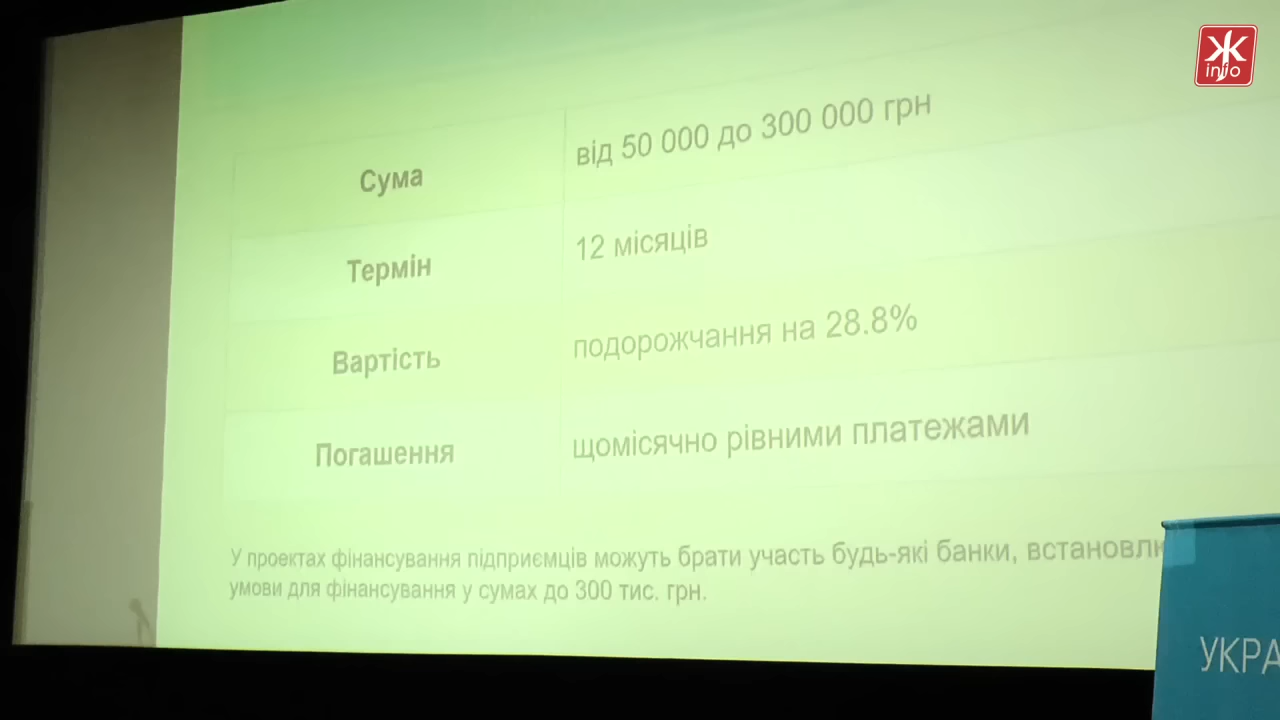 Ж
info
Сума
від 50 000 до 300 000 грн
Термін
12 місяців
Вартість
подорожчання на 28.8%
Погашення
щомісячно рівними платежами
У проектах фінансування підприємців можуть брати участь будь-які банки,
умови для фінансування у сумах до 300 тис. грн.